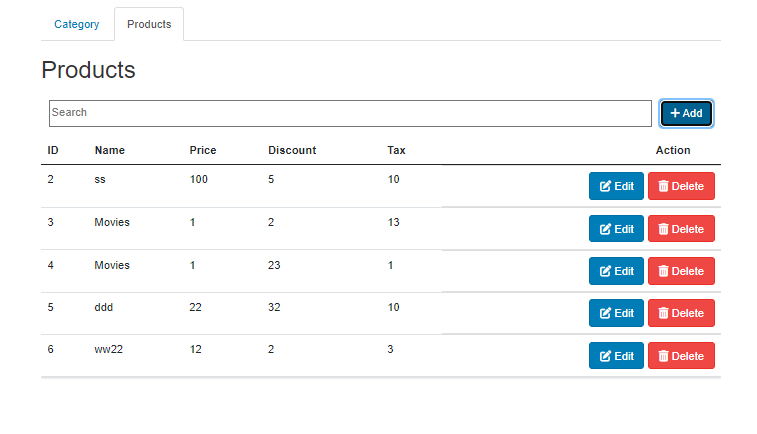 Category Products
Products
Search + Add
ID Name Price Discount Tax Action
2 ss 100 5 10 Edit Delete
3 Movies 1 2 13 Edit Delete
4 Movies 1 23 1 Edit Delete
5 ddd 22 32 10 Edit Delete
6 ww22 12 2 3 Edit Delete